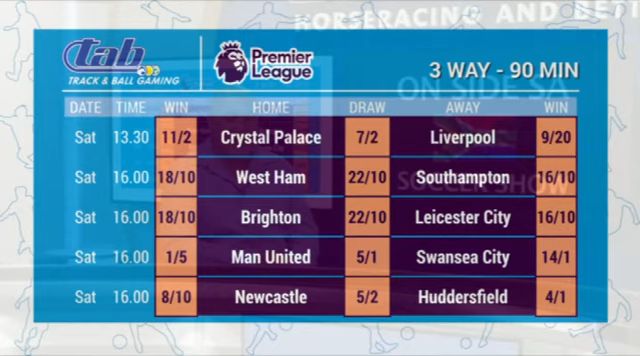 HORSERACING AND BET
tab
TRACK & BALL GAMING
Premier
League
3 WAY - 90 MIN
ON SIDE SA
DATE TIME WIN HOME DRAW AWAY WIN
Sat 13.30 11/2 Crystal Palace 7/2 Liverpool 9/20
Sat 16.00 18/10 West Ham 22/10 Southampton 16/10
SOCCER SHOW
Sat 16.00 18/10 Brighton 22/10 Leicester City 16/10
Sat 16.00 1/5 Man United 5/1 Swansea City 14/1
Sat 16.00 8/10 Newcastle 5/2 Huddersfield 4/1